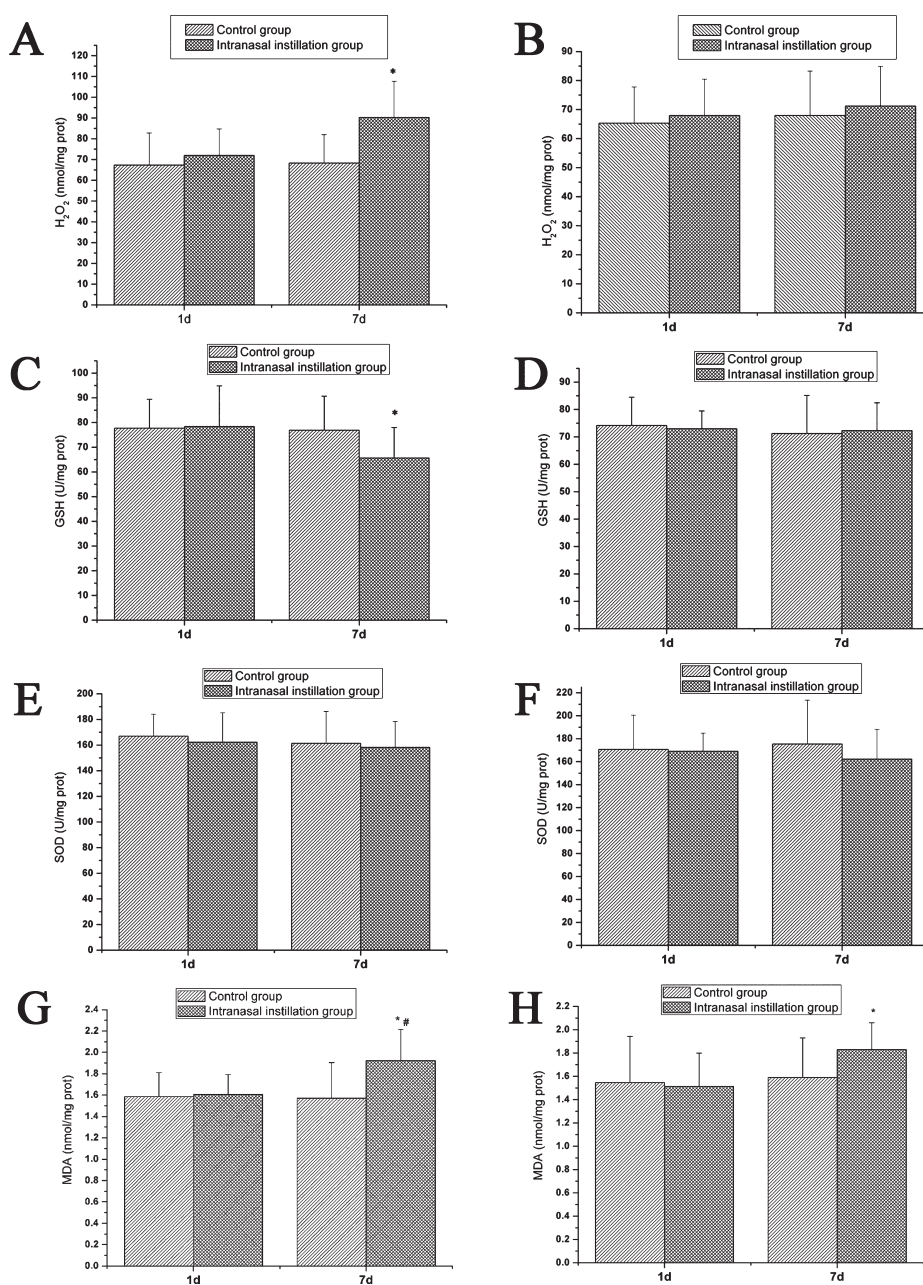 A
Control group
Intranasal instillation group
H2O2 (nmol/mg prot)
120
110
100
90
80
70
60
50
40
30
20
10
0
*
1d
7d
B
Control group
Intranasal instillation group
H2O2 (nmol/mg prot)
90
80
70
60
50
40
30
20
10
0
1d
7d
C
Control group
Intranasal instillation group
GSH (U/mg prot)
100
90
80
70
60
50
40
30
20
10
0
*
1d
7d
D
Control group
Intranasal instillation group
GSH (U/mg prot)
90
80
70
60
50
40
30
20
10
0
1d
7d
E
Control group
Intranasal instillation group
SOD (U/mg prot)
200
180
160
140
120
100
80
60
40
20
0
1d
7d
F
Control group
Intranasal instillation group
SOD (U/mg prot)
220
200
180
160
140
120
100
80
60
40
20
0
1d
7d
G
Control group
Intranasal instillation group
MDA (nmol/mg prot)
2.4
2.2
2.0
1.8
1.6
1.4
1.2
1.0
0.8
0.6
0.4
0.2
0.0
* #
1d
7d
H
Control group
Intranasal instillation group
MDA (nmol/mg prot)
2.2
2.0
1.8
1.6
1.4
1.2
1.0
0.8
0.6
0.4
0.2
0.0
*
1d
7d